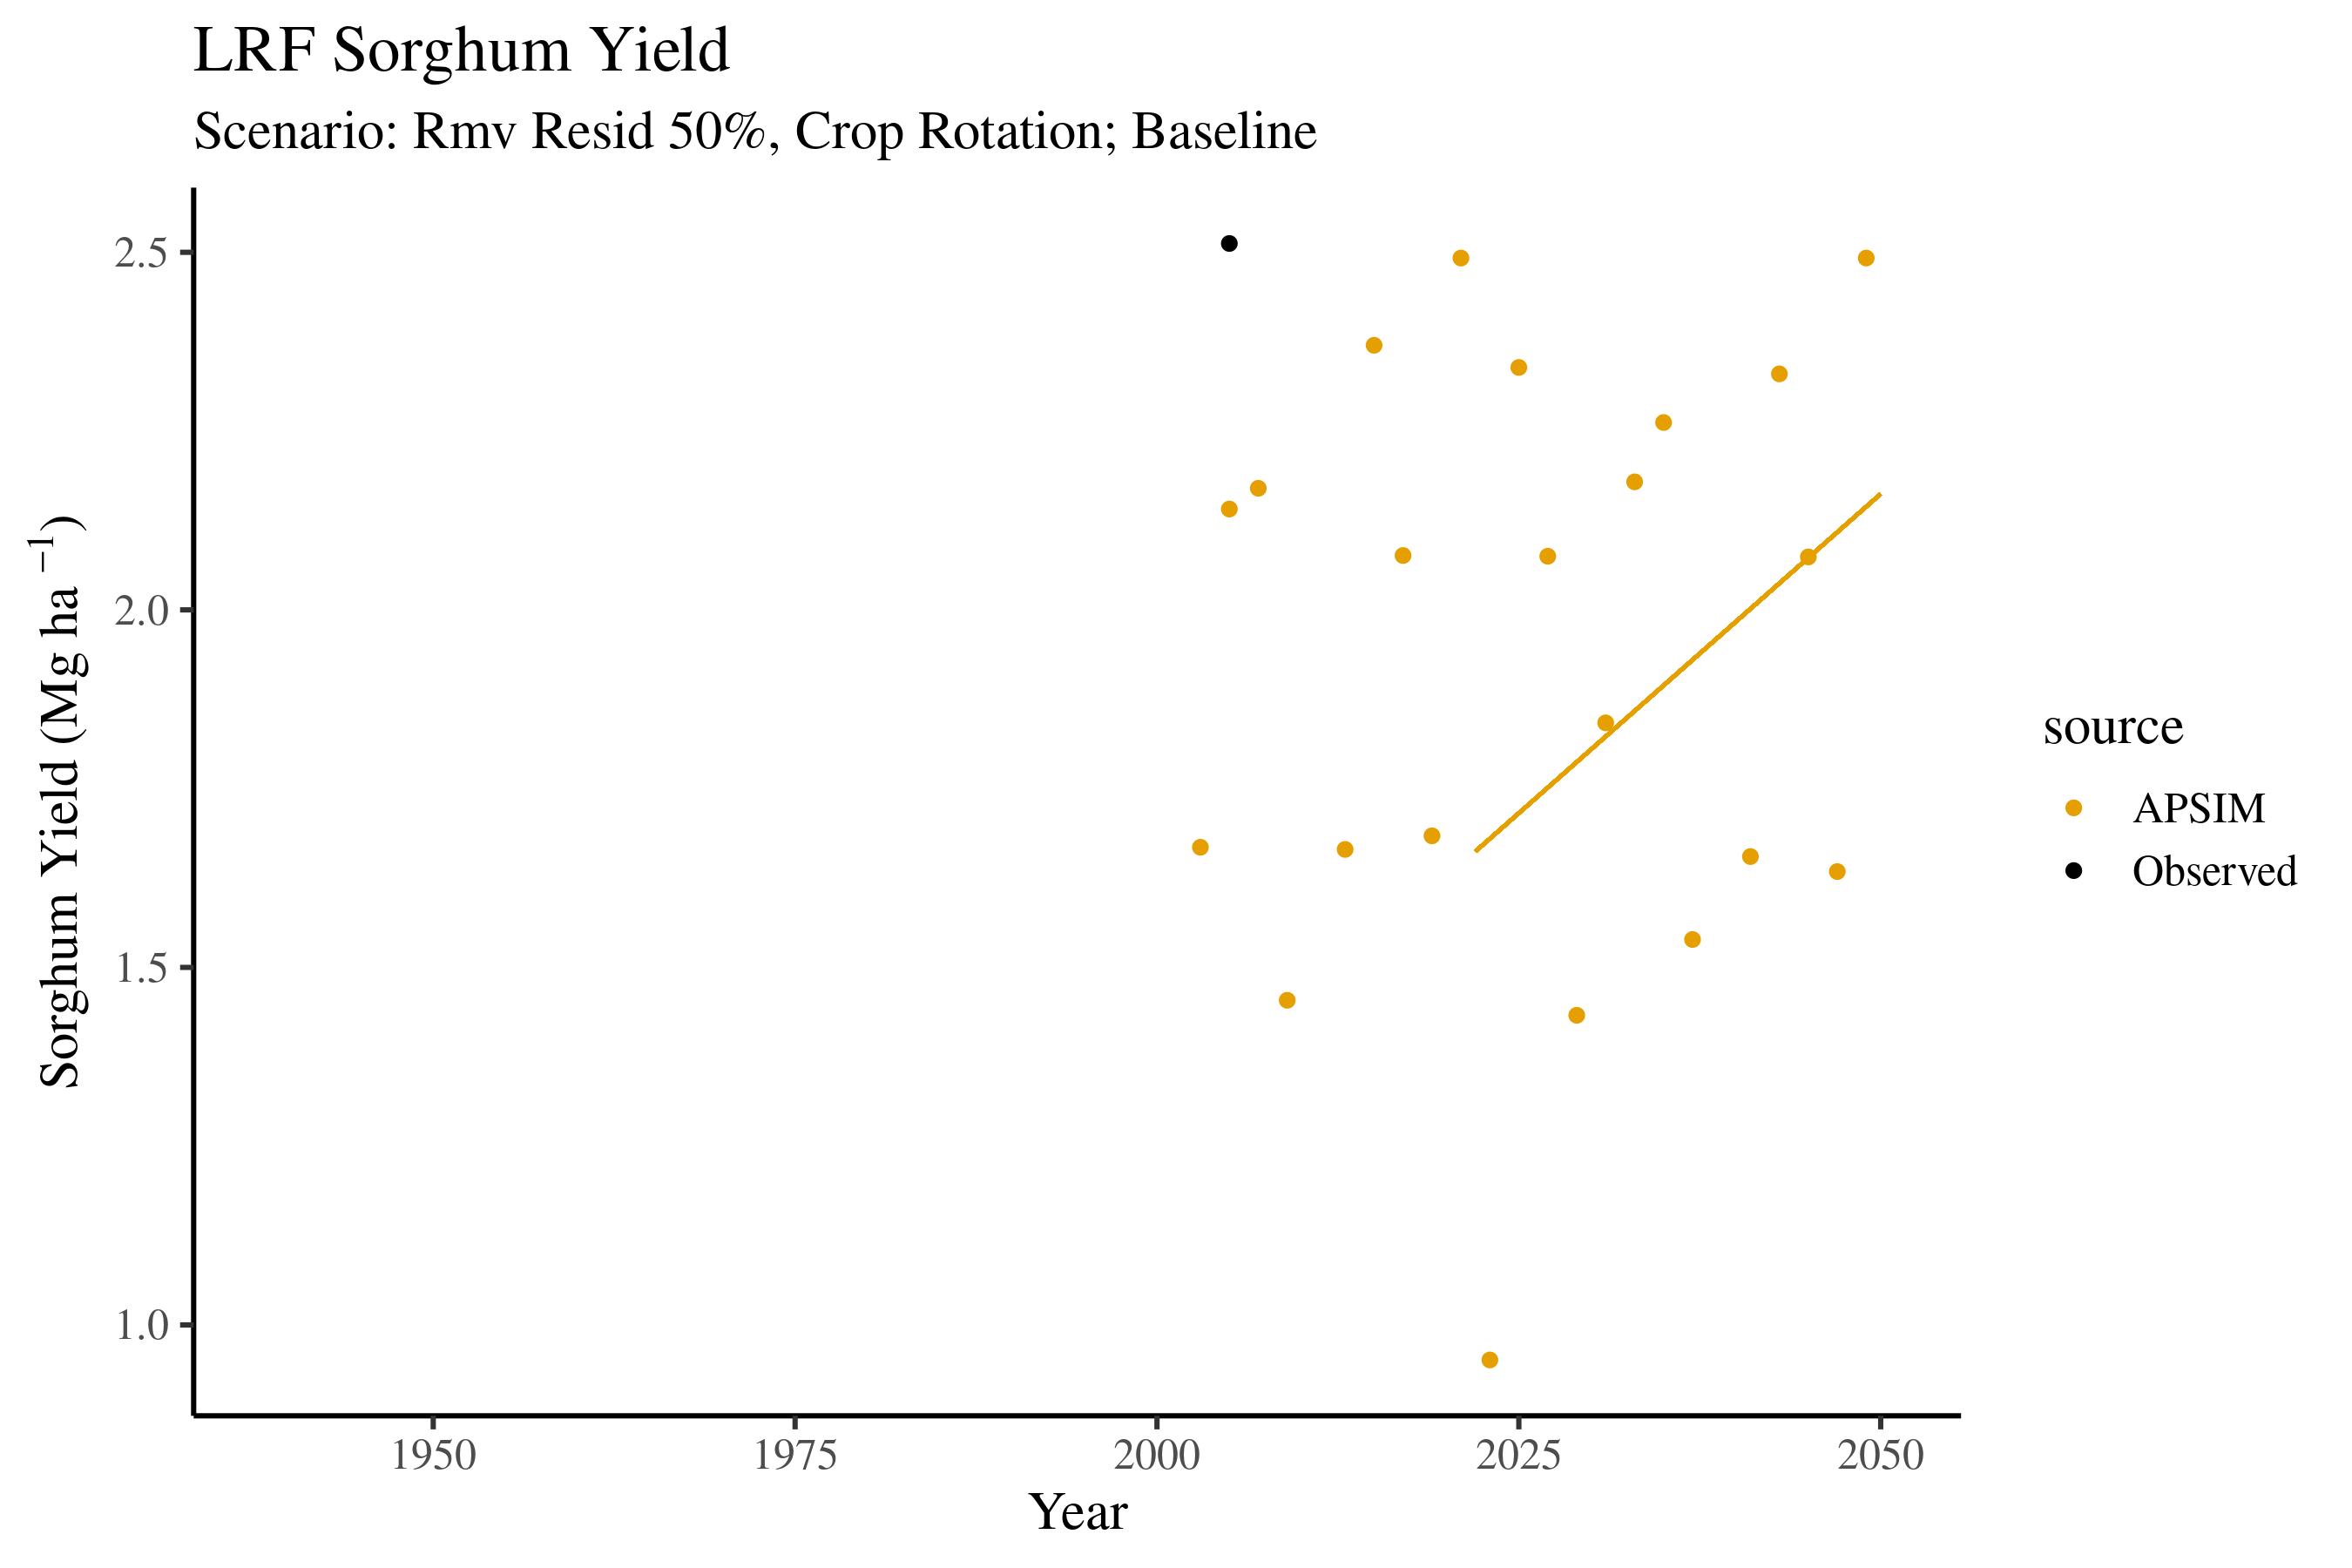 LRF Sorghum Yield
Scenario: Rmv Resid 50%, Crop Rotation; Baseline
Sorghum Yield (Mg ha −1)
2.5
2.0
1.5
1.0
1950 1975 2000 2025 2050
Year
source
APSIM
Observed